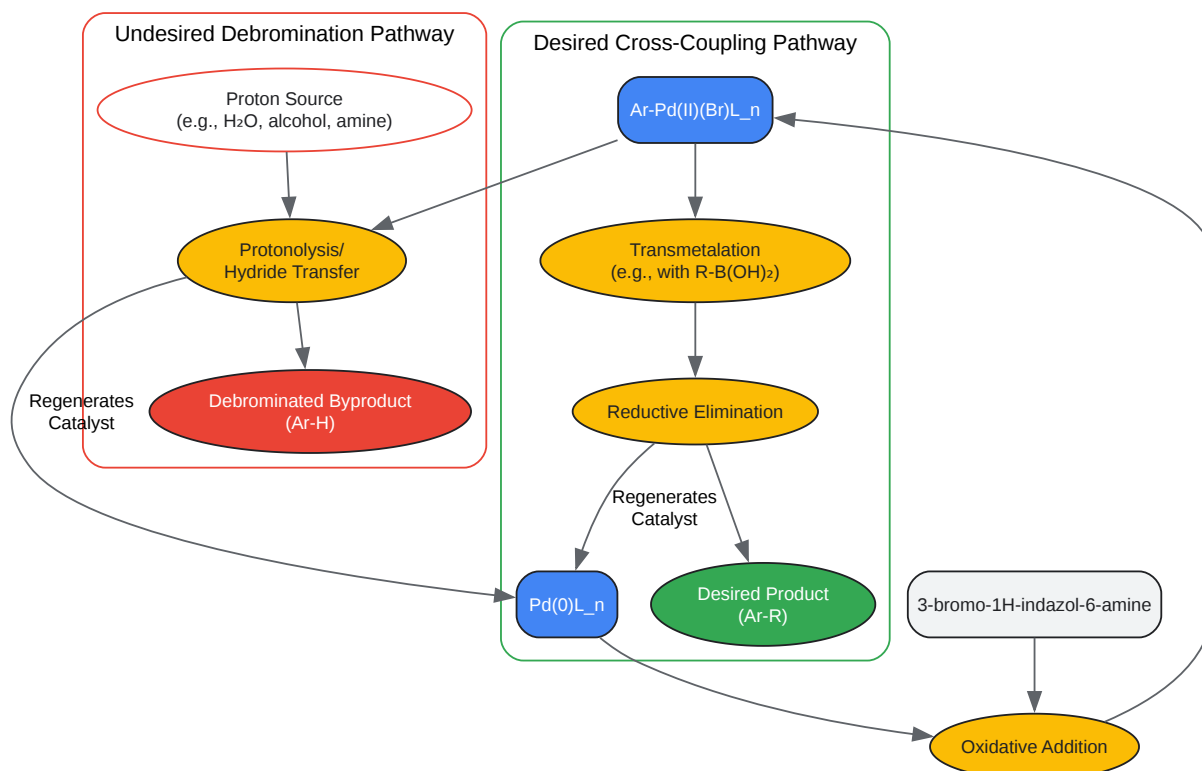 Undesired Debromination Pathway
Proton Source
(e.g., H₂O, alcohol, amine)
Protonolysis/
Hydride Transfer
Regenerates
Catalyst
Debrominated Byproduct
(Ar-H)
Desired Cross-Coupling Pathway
Ar-Pd(II)(Br)L_n
Transmetalation
(e.g., with R-B(OH)₂)
Reductive Elimination
Regenerates
Catalyst
Pd(0)L_n
Desired Product
(Ar-R)
3-bromo-1H-indazol-6-amine
Oxidative Addition